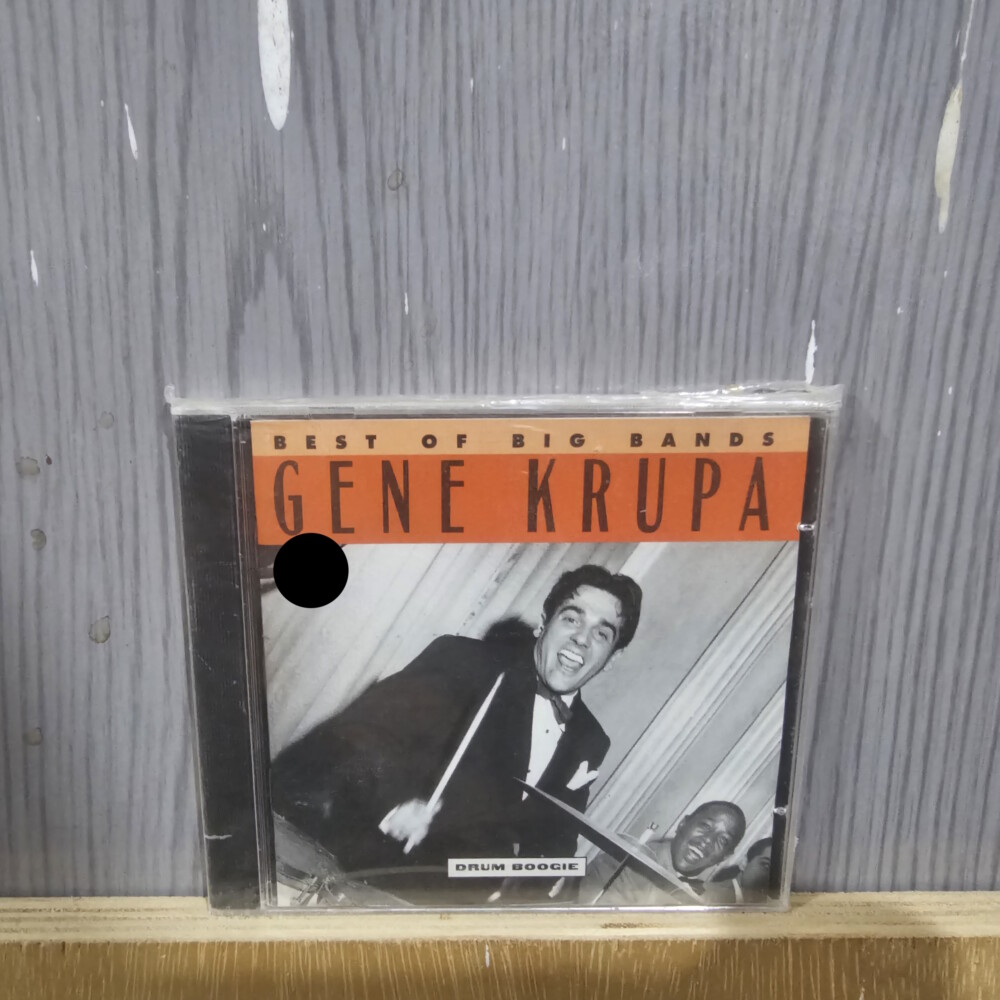 BEST OF BIG BANDS
GENE KRUPA
DRUM BOOGIE